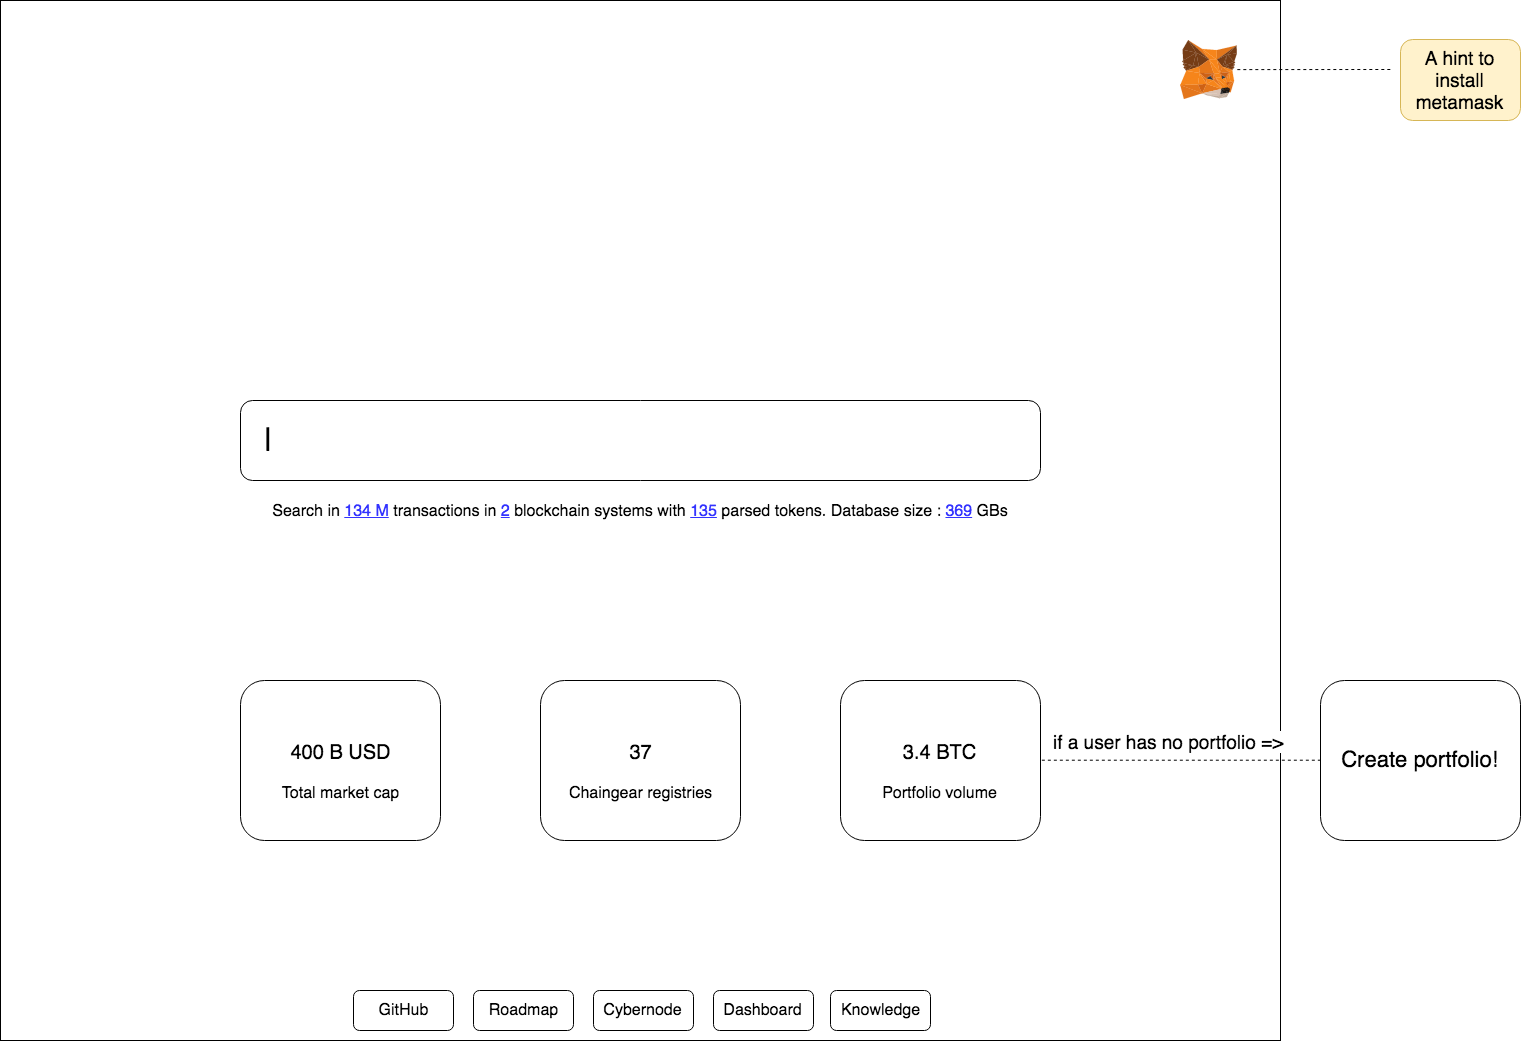 A hint to
install
metamask
|
Search in 134 M transactions in 2 blockchain systems with 135 parsed tokens. Database size : 369 GBs
400 B USD
Total market cap
37
Chaingear registries
3.4 BTC
Portfolio volume
if a user has no portfolio =>
Create portfolio!
GitHub
Roadmap
Cybernode
Dashboard
Knowledge